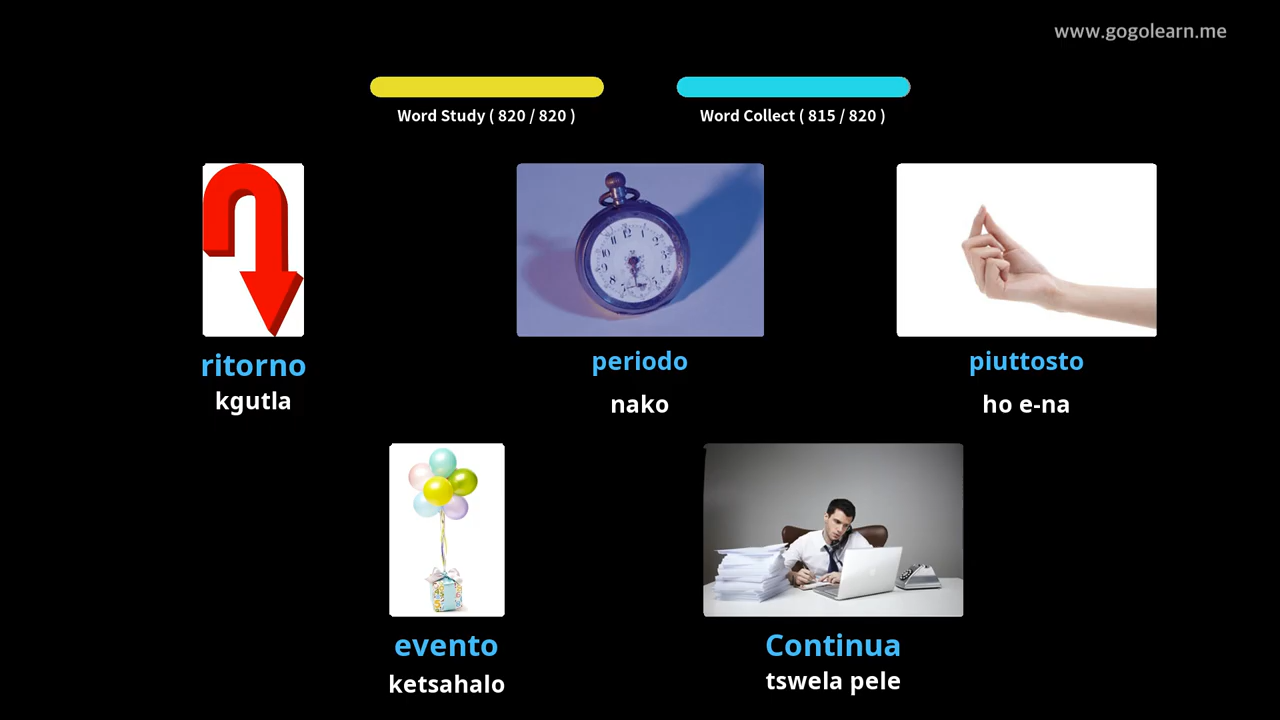 www.gogolearn.me
Word Study ( 820 / 820 )
Word Collect ( 815 / 820 )
ritorno
kgutla
periodo
nako
piuttosto
ho e-na
evento
ketsahalo
Continua
tswela pele